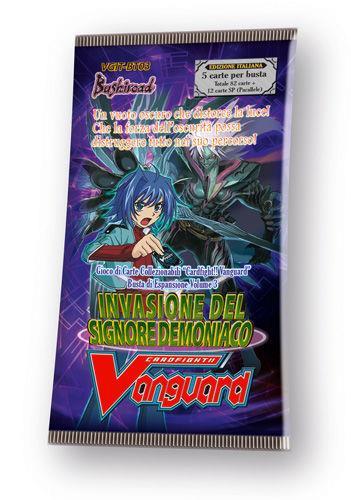 VGIT-BT03
Bushiroad
EDIZIONE ITALIANA
5 carte per busta
Totale 82 carte +
12 carte SP (Parallele)
Un vuoto oscuro che distorce la luce!
Che la forza dell'oscurità possa
distruggere tutto nel suo percorso!
Gioco di Carte Collezionabili "Cardfight!! Vanguard"
Busta di Espansione Volume 3
INVASIONE DEL
SIGNORE DEMONIACO
CARDFIGHT!!
Vanguard